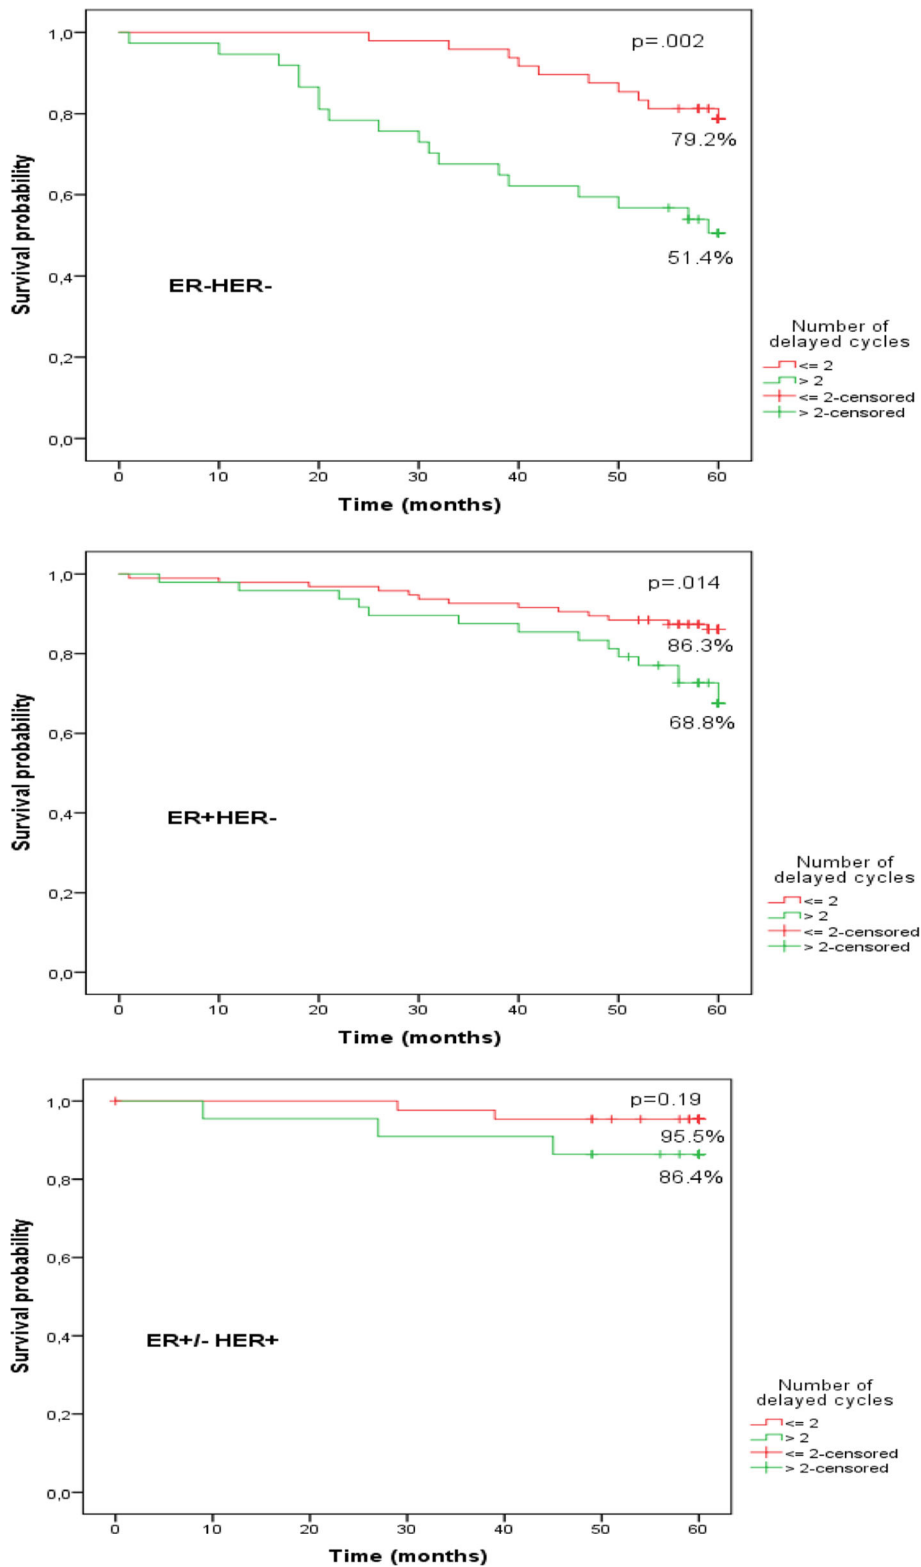 1,0
p=.002
0,8
79.2%
0,6
51.4%
0,4
ER-HER-
0,2
0,0
Survival probability
0 10 20 30 40 50 60
Time (months)
Number of
delayed cycles
<= 2
> 2
<= 2-censored
> 2-censored
1,0
p=.014
0,8
86.3%
68.8%
0,6
0,4
ER+HER-
0,2
0,0
Survival probability
0 10 20 30 40 50 60
Time (months)
Number of
delayed cycles
<= 2
> 2
<= 2-censored
> 2-censored
1,0
p=0.19
95.5%
86.4%
0,8
0,6
0,4
ER+/- HER+
0,2
0,0
Survival probability
0 10 20 30 40 50 60
Time (months)
Number of
delayed cycles
<= 2
> 2
<= 2-censored
> 2-censored